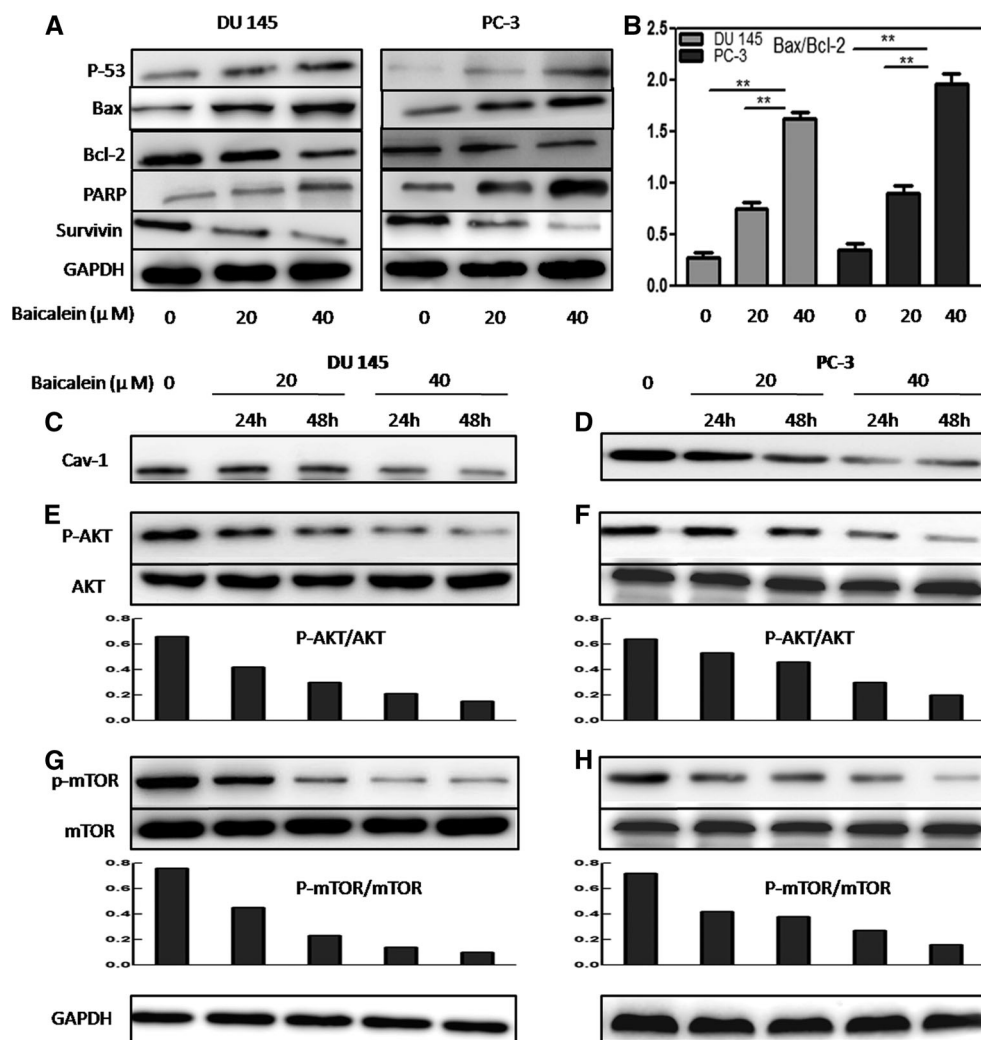 A DU 145 PC-3
P-53
Bax
Bcl-2
PARP
Survivin
GAPDH
Baicalein (µ M) 0 20 40 0 20 40
B
DU 145 Bax/Bcl-2
PC-3
** **
** **
2.5
2.0
1.5
1.0
0.5
0.0
0 20 40 0 20 40
DU 145 PC-3
Baicalein (µ M) 0 20 40 0 20 40
C 24h 48h 24h 48h D 24h 48h 24h 48h
Cav-1
E F
P-AKT
AKT
0.8 P-AKT/AKT 0.8 P-AKT/AKT
0.6 0.6
0.4 0.4
0.2 0.2
0.0 0.0
G H
p-mTOR
mTOR
0.8 P-mTOR/mTOR 0.8 P-mTOR/mTOR
0.6 0.6
0.4 0.4
0.2 0.2
0.0 0.0
GAPDH